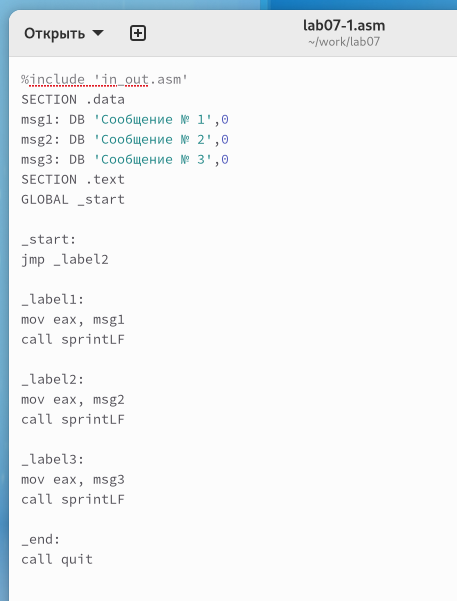 Открыть
lab07-1.asm
~/work/lab07
%include 'in_out.asm'
SECTION .data
msg1: DB 'Сообщение № 1',0
msg2: DB 'Сообщение № 2',0
msg3: DB 'Сообщение № 3',0
SECTION .text
GLOBAL _start
_start:
jmp _label2
_label1:
mov eax, msg1
call sprintLF
_label2:
mov eax, msg2
call sprintLF
_label3:
mov eax, msg3
call sprintLF
_end:
call quit